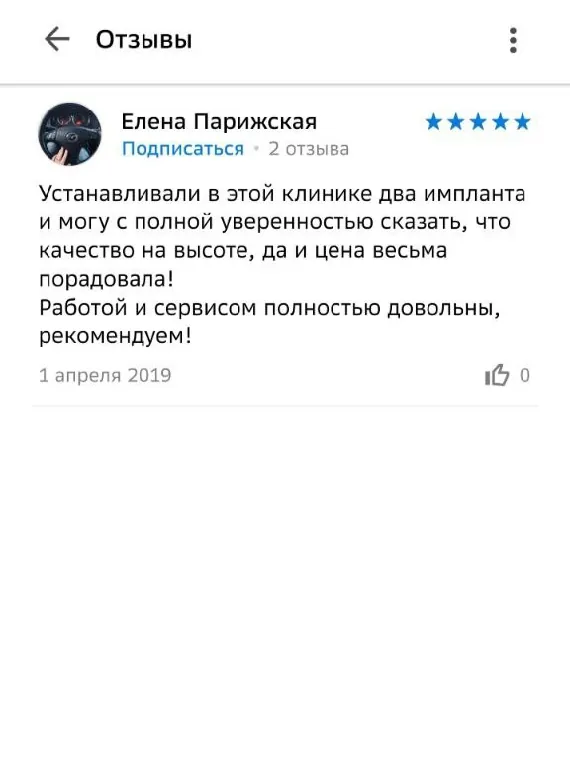 Отзывы
Елена Парижская
Подписаться • 2 отзыва
Устанавливали в этой клинике два импланта
и могу с полной уверенностью сказать, что
качество на высоте, да и цена весьма
порадовала!
Работой и сервисом полностью довольны,
рекомендуем!
1 апреля 2019
0